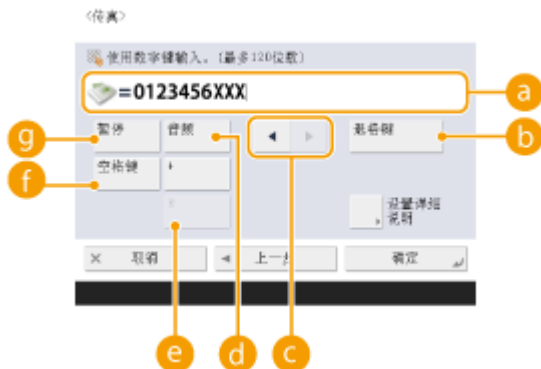 <传真>
使用数字键输入。(最多120位数)
=0123456XXX
a
g
暂停
音频
◀
▶
退格键
b
f
空格键
+
设置详细
说明
× 取消
◀ 上一步
确定
e
d
c